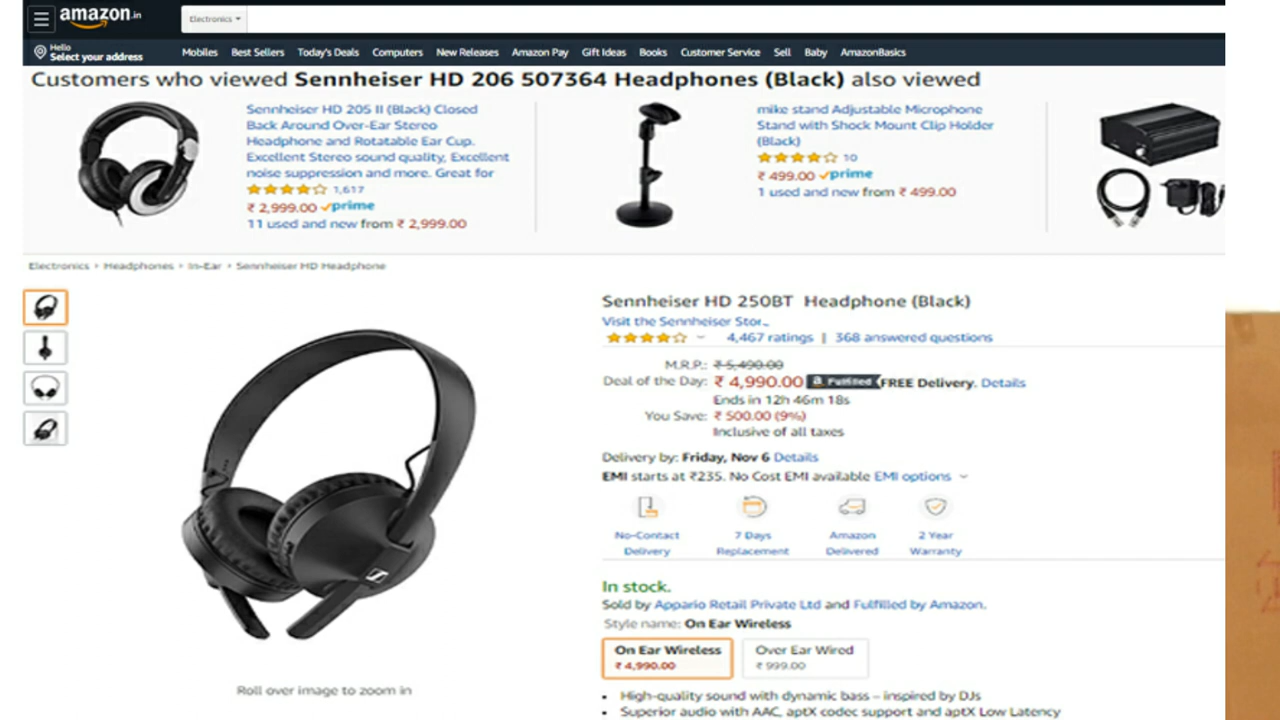 amazon.in
Electronics
Hello
Select your address
Mobiles Best Sellers Today's Deals Computers New Releases Amazon Pay Gift Ideas Books Customer Service Sell Baby AmazonBasics
Customers who viewed Sennheiser HD 206 507364 Headphones (Black) also viewed
Sennheiser HD 205 II (Black) Closed
Back Around Over-Ear Stereo
Headphone and Rotatable Ear Cup.
Excellent Stereo sound quality, Excellent
noise suppression and more. Great for
1,617
₹ 2,999.00 prime
11 used and new from ₹ 2,999.00
mike stand Adjustable Microphone
Stand with Shock Mount Clip Holder
(Black)
10
₹ 499.00 prime
1 used and new from ₹ 499.00
Electronics › Headphones › In-Ear › Sennheiser HD Headphone
Sennheiser HD 250BT Headphone (Black)
Visit the Sennheiser Stor..
4,467 ratings | 368 answered questions
M.R.P.: ₹ 5,490.00
Deal of the Day: ₹ 4,990.00 a Fulfilled FREE Delivery. Details
Ends in 12h 46m 18s
You Save: ₹ 500.00 (9%)
Inclusive of all taxes
Delivery by: Friday, Nov 6 Details
EMI starts at ₹235. No Cost EMI available EMI options
No-Contact Delivery
7 Days Replacement
Amazon Delivered
2 Year Warranty
In stock.
Sold by Appario Retail Private Ltd and Fulfilled by Amazon.
Style name: On Ear Wireless
On Ear Wireless
₹ 4,990.00
Over Ear Wired
₹ 999.00
Roll over image to zoom in
• High-quality sound with dynamic bass – inspired by DJs
• Superior audio with AAC, aptX codec support and aptX Low Latency